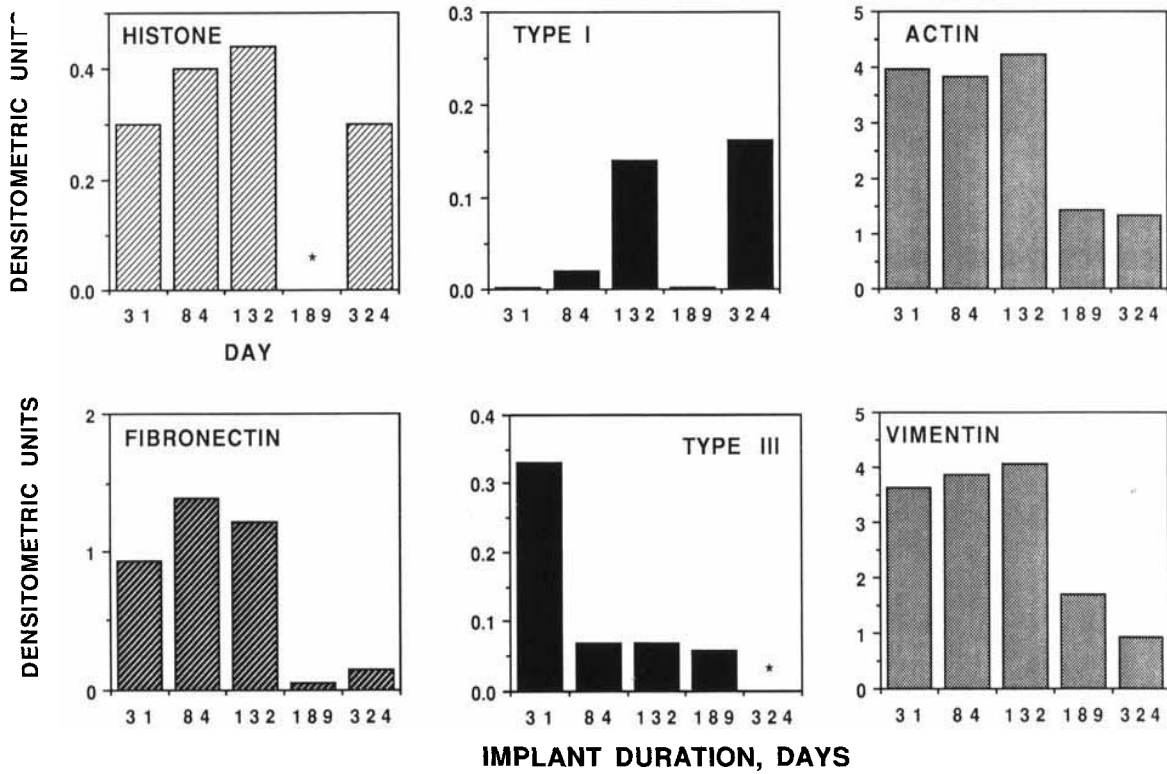 DENSITOMETRIC
HISTONE
0.4
0.2
0.0
*
31 84 132 189 324
DAY
TYPE I
0.3
0.2
0.1
0.0
31 84 132 189 324
ACTIN
5
4
3
2
1
0
31 84 132 189 324
DENSITOMETRIC UNITS
FIBRONECTIN
2
1
0
31 84 132 189 324
TYPE III
0.4
0.3
0.2
0.1
0.0
*
31 84 132 189 324
VIMENTIN
5
4
3
2
1
0
31 84 132 189 324
IMPLANT DURATION, DAYS